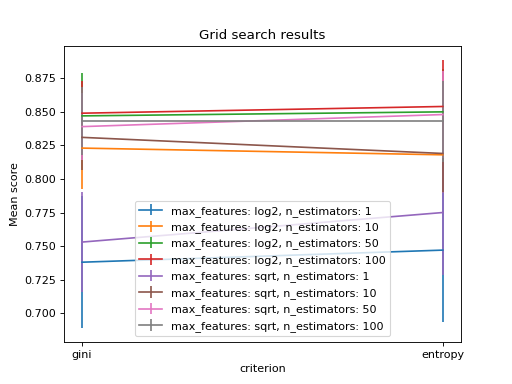 Grid search results
0.875
0.850
0.825
0.800
0.775
0.750
0.725
0.700
Mean score
max_features: log2, n_estimators: 1
max_features: log2, n_estimators: 10
max_features: log2, n_estimators: 50
max_features: log2, n_estimators: 100
max_features: sqrt, n_estimators: 1
max_features: sqrt, n_estimators: 10
max_features: sqrt, n_estimators: 50
max_features: sqrt, n_estimators: 100
gini entropy
criterion